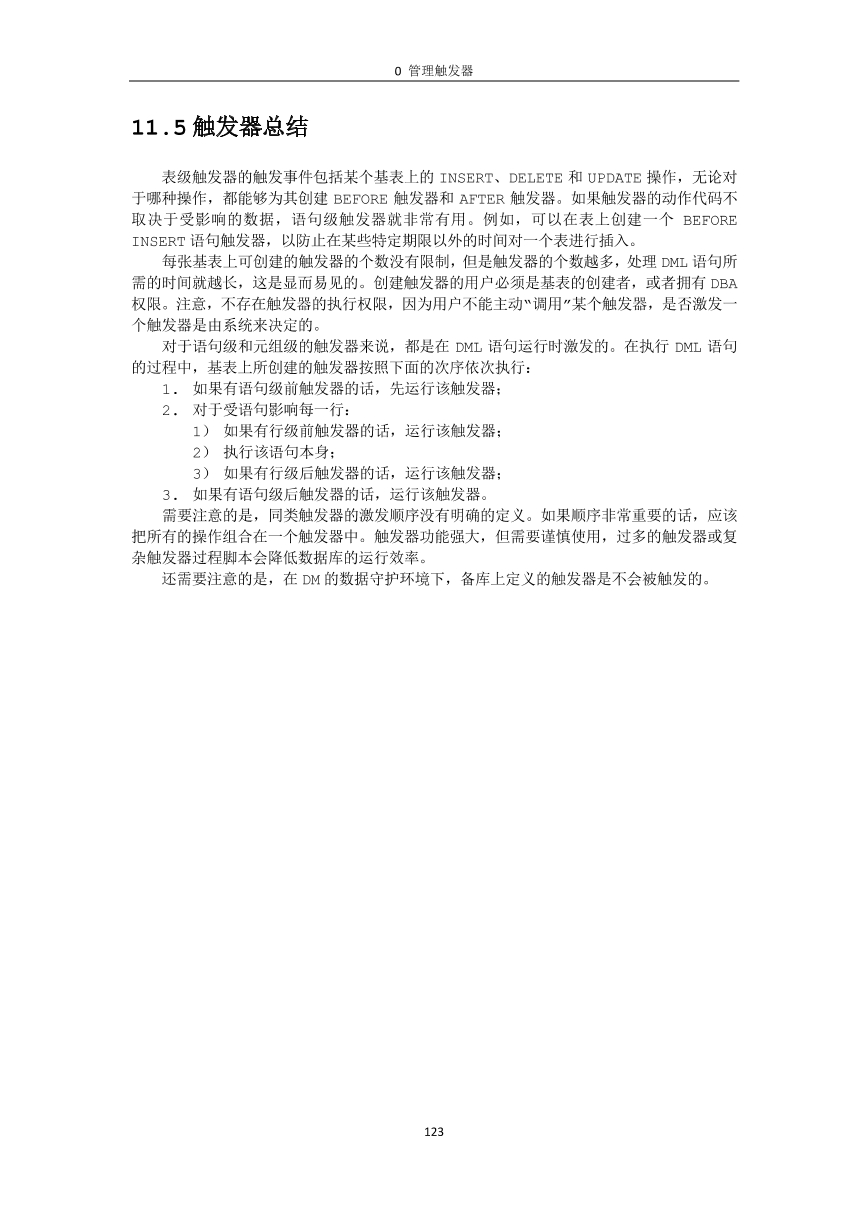 0 管理触发器
11.5 触发器总结
表级触发器的触发事件包括某个基表上的 INSERT、DELETE 和 UPDATE 操作，无论对
于哪种操作，都能够为其创建 BEFORE 触发器和 AFTER 触发器。如果触发器的动作代码不
取决于受影响的数据，语句级触发器就非常有用。例如，可以在表上创建一个 BEFORE
INSERT 语句触发器，以防止在某些特定期限以外的时间对一个表进行插入。
每张基表上可创建的触发器的个数没有限制，但是触发器的个数越多，处理 DML 语句所
需的时间就越长，这是显而易见的。创建触发器的用户必须是基表的创建者，或者拥有 DBA
权限。注意，不存在触发器的执行权限，因为用户不能主动“调用”某个触发器，是否激发一
个触发器是由系统来决定的。
对于语句级和元组级的触发器来说，都是在 DML 语句运行时激发的。在执行 DML 语句
的过程中，基表上所创建的触发器按照下面的次序依次执行：
1. 如果有语句级前触发器的话，先运行该触发器；
2. 对于受语句影响每一行：
1） 如果有行级前触发器的话，运行该触发器；
2） 执行该语句本身；
3） 如果有行级后触发器的话，运行该触发器；
3. 如果有语句级后触发器的话，运行该触发器。
需要注意的是，同类触发器的激发顺序没有明确的定义。如果顺序非常重要的话，应该
把所有的操作组合在一个触发器中。触发器功能强大，但需要谨慎使用，过多的触发器或复
杂触发器过程脚本会降低数据库的运行效率。
还需要注意的是，在 DM 的数据守护环境下，备库上定义的触发器是不会被触发的。
123